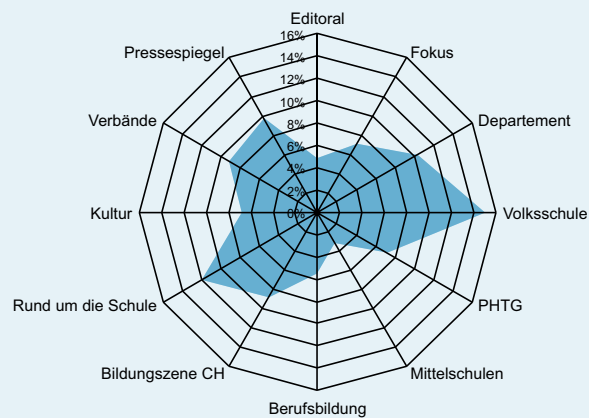 Editoral
16%
14%
12%
10%
8%
6%
4%
2%
0%
Fokus
Departement
Volksschule
PHTG
Mittelschulen
Berufsbildung
Bildungszene CH
Rund um die Schule
Kultur
Verbände
Pressespiegel